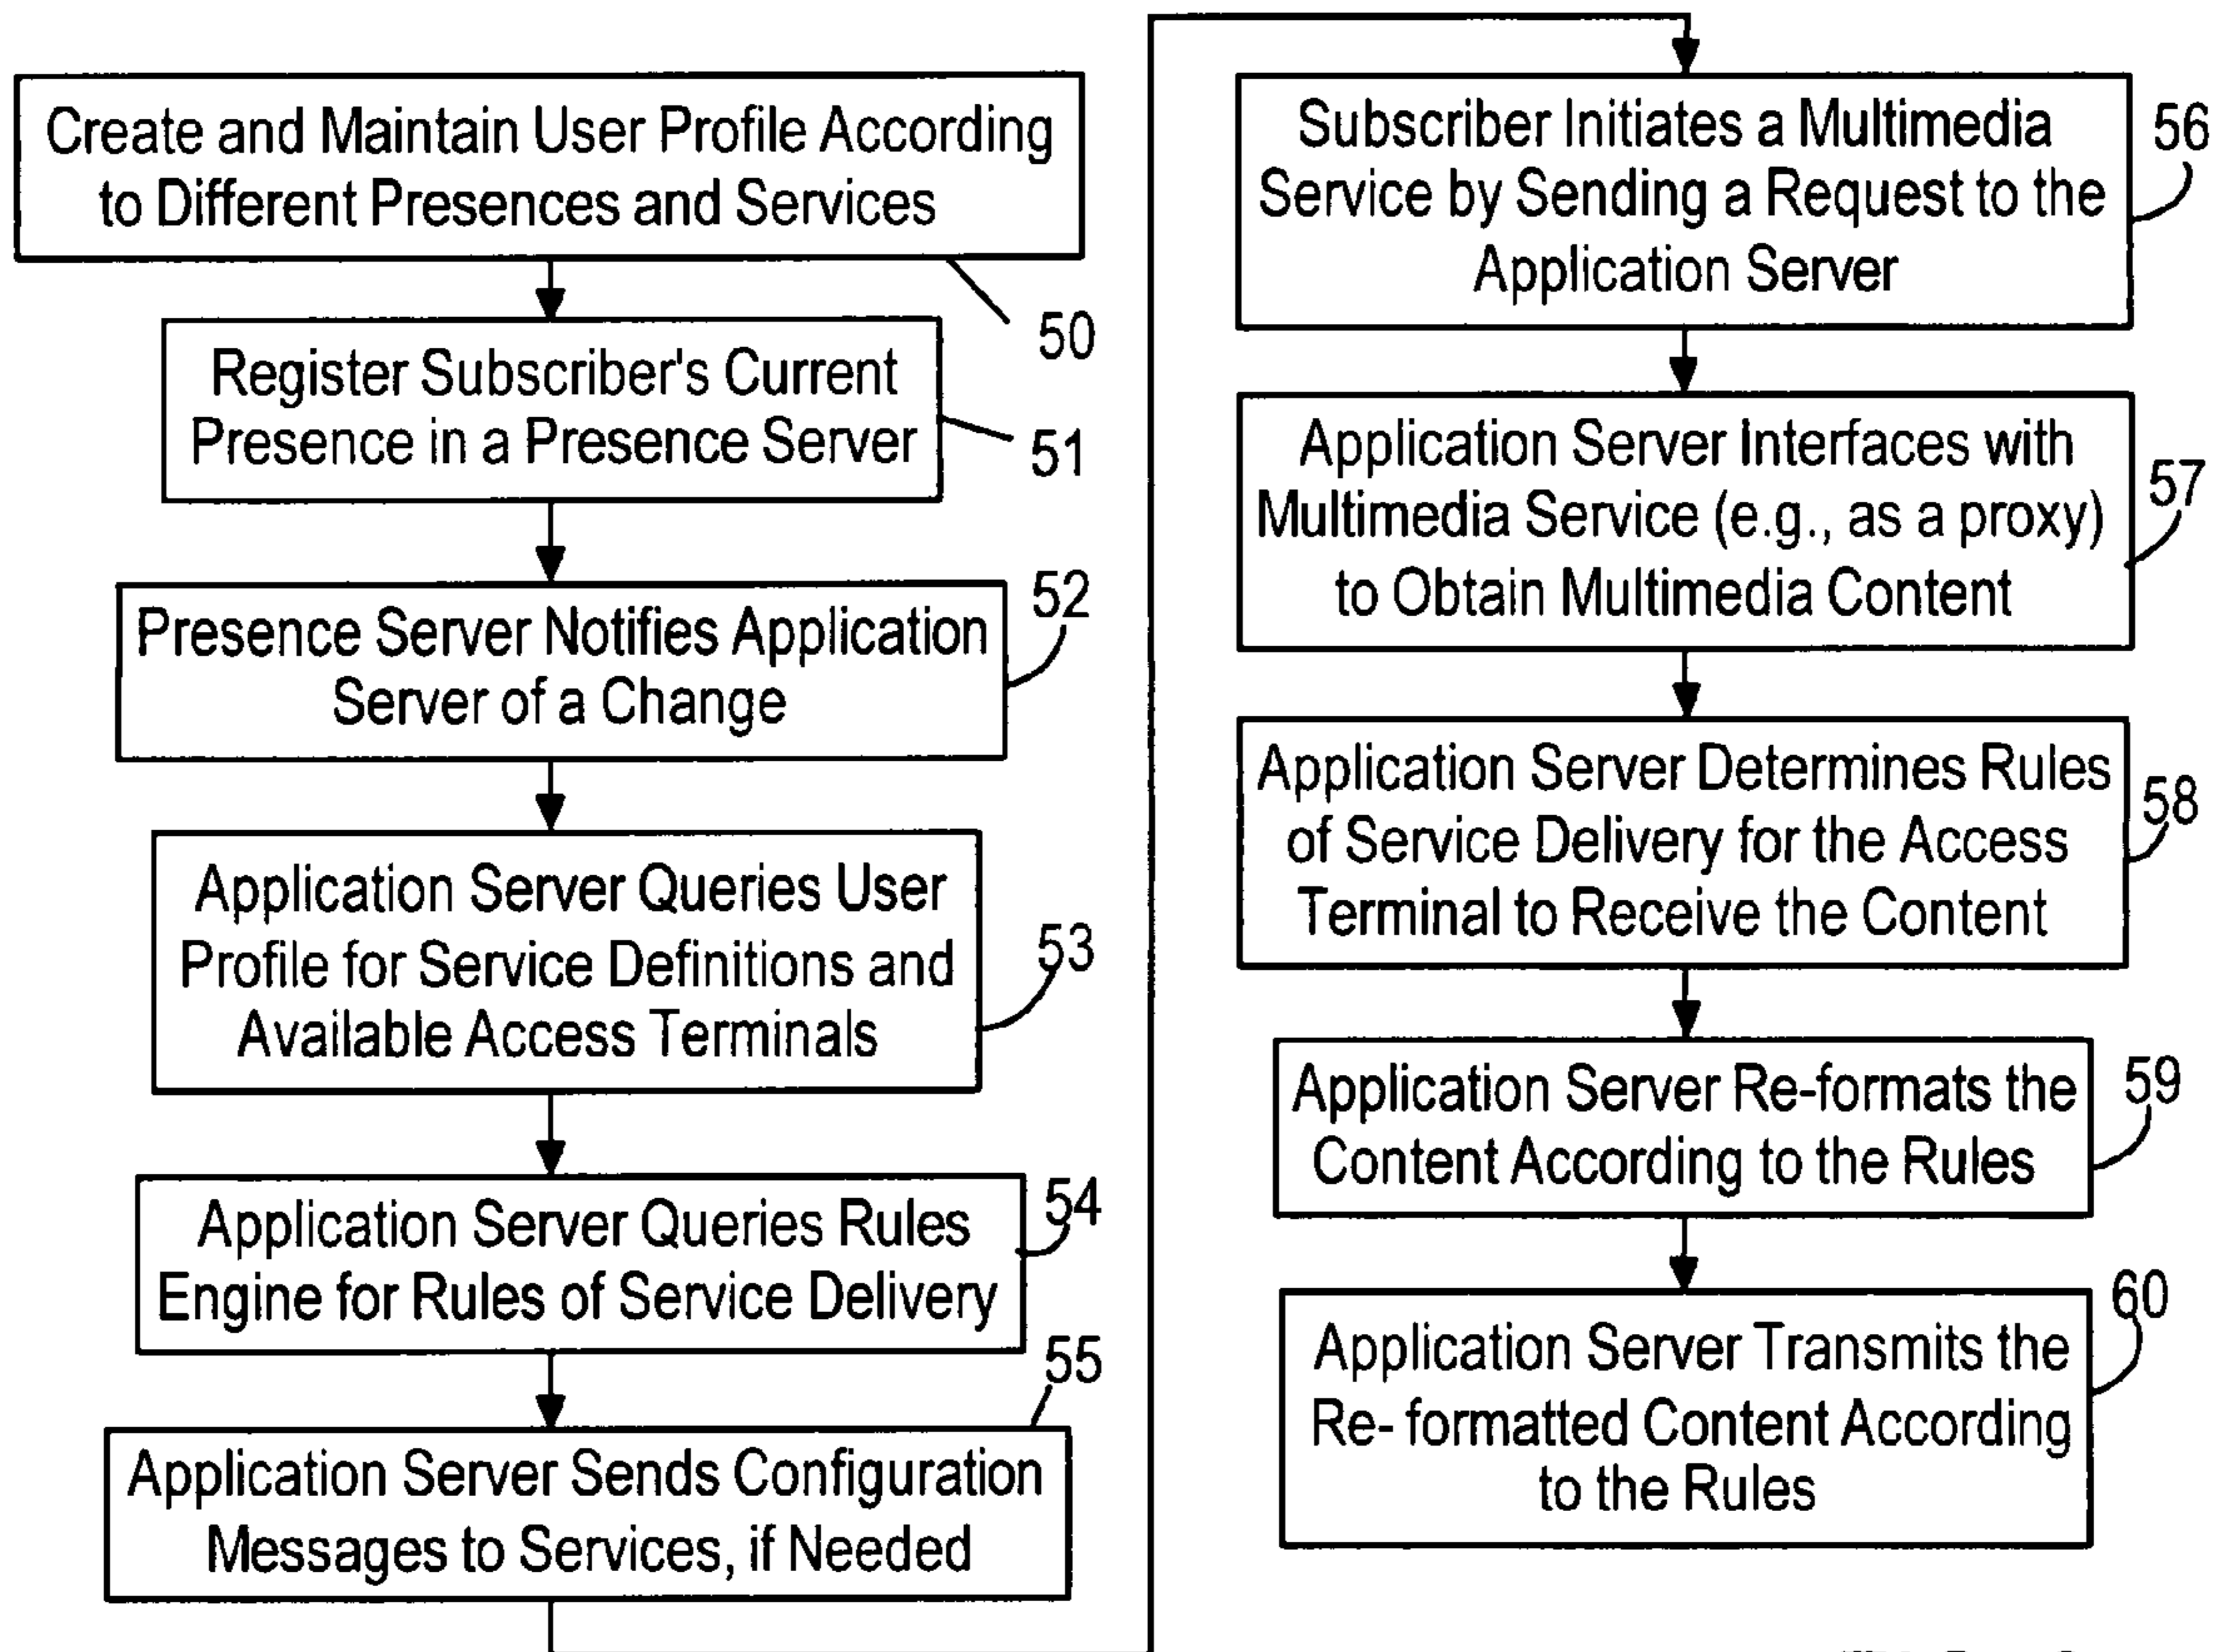 Create and Maintain User Profile According
to Different Presences and Services
50
Register Subscriber's Current
Presence in a Presence Server
51
Presence Server Notifies Application
Server of a Change
52
Application Server Queries User
Profile for Service Definitions and
Available Access Terminals
53
Application Server Queries Rules
Engine for Rules of Service Delivery
54
Application Server Sends Configuration
Messages to Services, if Needed
55
Subscriber Initiates a Multimedia
Service by Sending a Request to the
Application Server
56
Application Server Interfaces with
Multimedia Service (e.g., as a proxy)
to Obtain Multimedia Content
57
Application Server Determines Rules
of Service Delivery for the Access
Terminal to Receive the Content
58
Application Server Re-formats the
Content According to the Rules
59
Application Server Transmits the
Re- formatted Content According
to the Rules
60